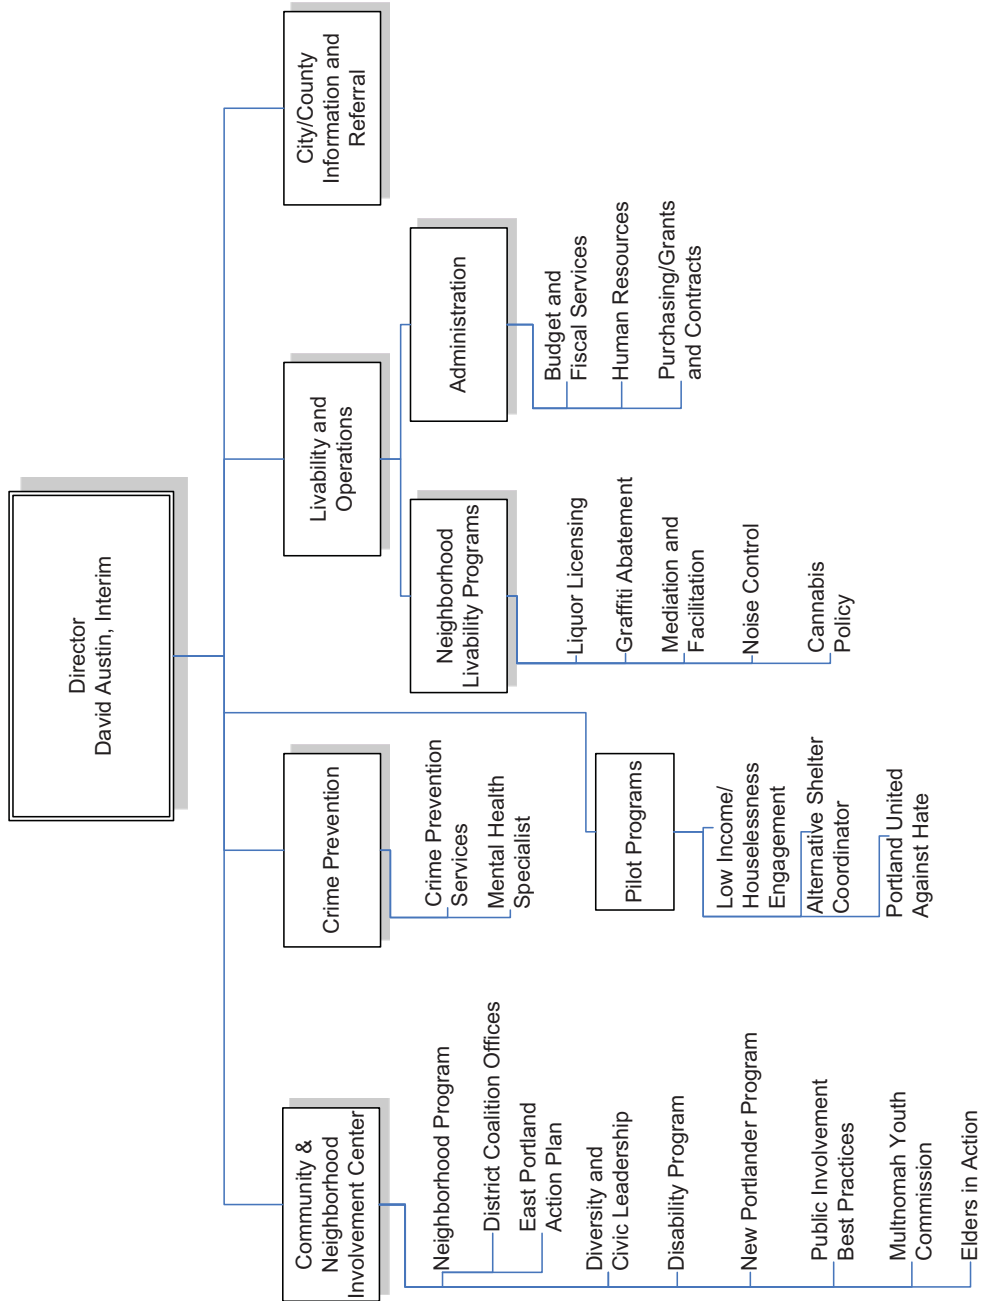 Director
David Austin, Interim
Community &
Neighborhood
Involvement Center
Neighborhood Program
District Coalition Offices
East Portland
Action Plan
Diversity and
Civic Leadership
Disability Program
New Portlander Program
Public Involvement
Best Practices
Multnomah Youth
Commission
Elders in Action
Crime Prevention
Crime Prevention
Services
Mental Health
Specialist
Pilot Programs
Low Income/
Houselessness
Engagement
Alternative Shelter
Coordinator
Portland United
Against Hate
Livability and
Operations
Neighborhood
Livability Programs
Liquor Licensing
Graffiti Abatement
Mediation and
Facilitation
Noise Control
Cannabis
Policy
Administration
Budget and
Fiscal Services
Human Resources
Purchasing/Grants
and Contracts
City/County
Information and
Referral